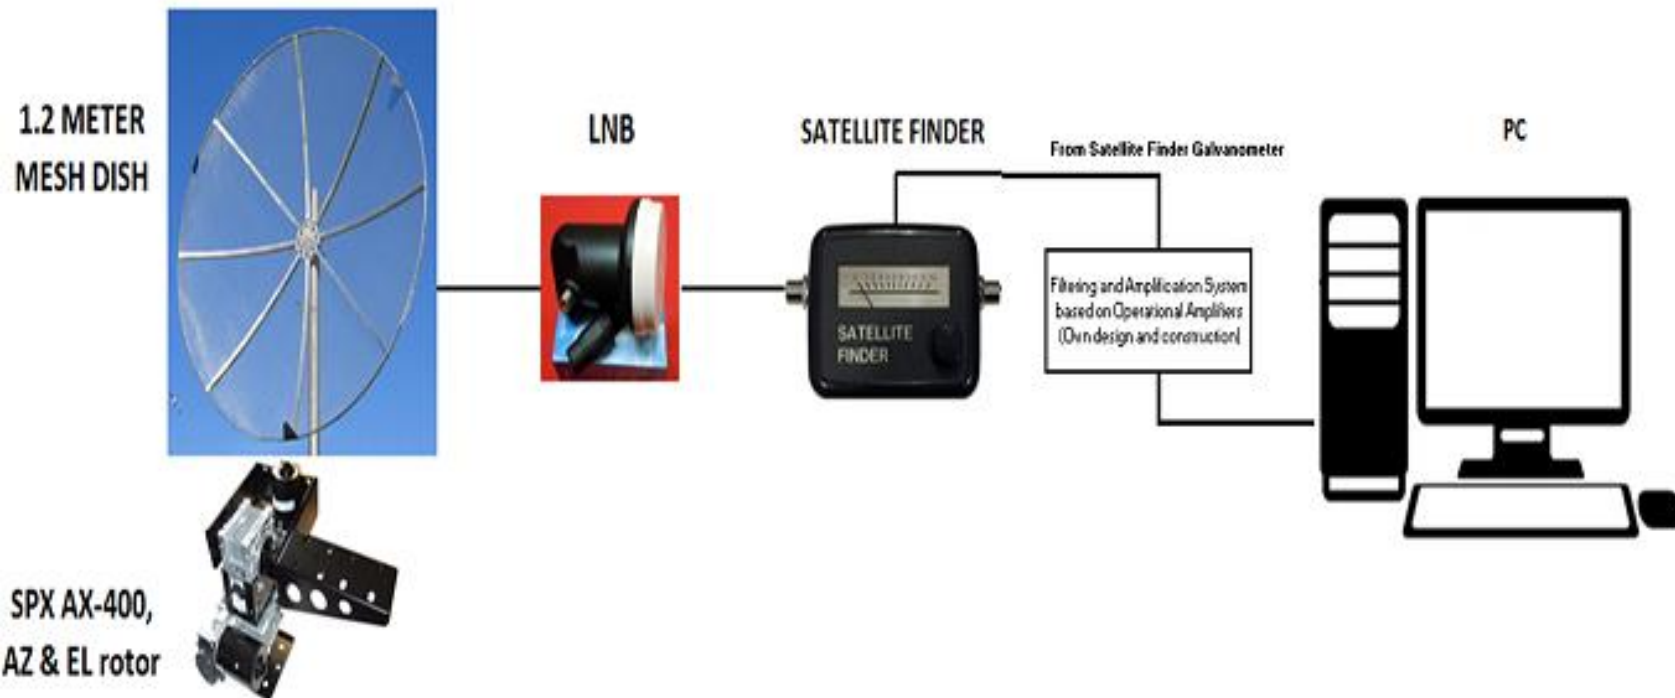 1.2 METER
MESH DISH
LNB
SATELLITE FINDER
From Satellite Finder Galvanometer
PC
Filtering and Amplification System
based on Operational Amplifiers
(Own design and construction)
SATELLITE
FINDER
SPX AX-400,
AZ & EL rotor